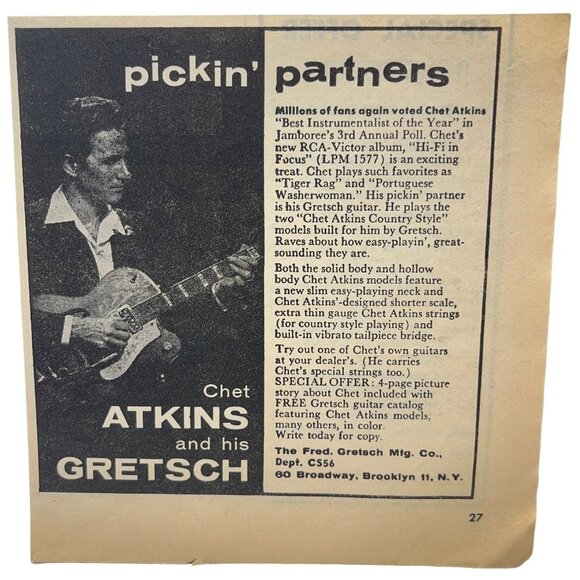 SPECIAL OFFER
pickin' partners
Millions of fans again voted Chet Atkins
"Best Instrumentalist of the Year" in
Jamboree's 3rd Annual Poll. Chet's
new RCA-Victor album, "Hi-Fi in
Focus" (LPM 1577) is an exciting
treat. Chet plays such favorites as
"Tiger Rag" and "Portuguese
Washerwoman." His pickin' partner
is his Gretsch guitar. He plays the
two "Chet Atkins Country Style"
models built for him by Gretsch.
Raves about how easy-playin', great-
sounding they are.
Both the solid body and hollow
body Chet Atkins models feature
a new slim easy-playing neck and
Chet Atkins'-designed shorter scale,
extra thin gauge Chet Atkins strings
(for country style playing) and
built-in vibrato tailpiece bridge.
Try out one of Chet's own guitars
at your dealer's. (He carries
Chet's special strings too.)
SPECIAL OFFER: 4-page picture
story about Chet included with
FREE Gretsch guitar catalog
featuring Chet Atkins models,
many others, in color.
Write today for copy.
The Fred. Gretsch Mfg. Co.,
Dept. CS56
60 Broadway, Brooklyn 11, N.Y.
Chet
ATKINS
and his
GRETSCH
27